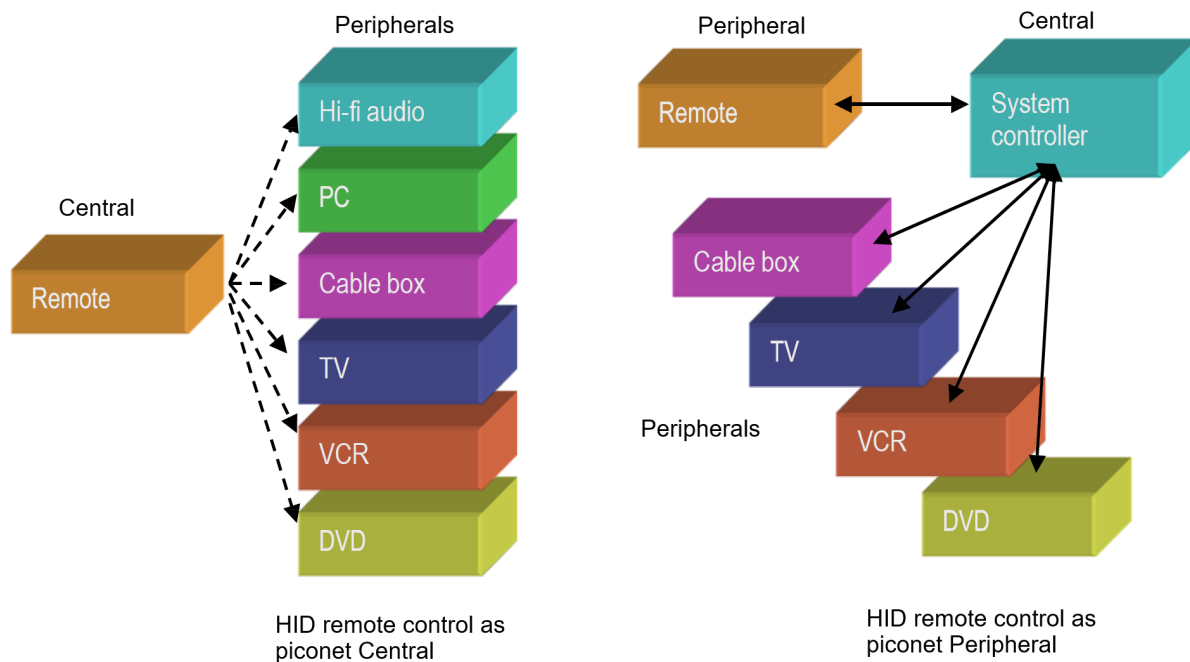 Peripherals
Hi-fi audio
PC
Cable box
TV
VCR
DVD
Central
Remote
HID remote control as
piconet Central
Peripheral
Central
Remote
System
controller
Cable box
TV
VCR
DVD
Peripherals
HID remote control as
piconet Peripheral